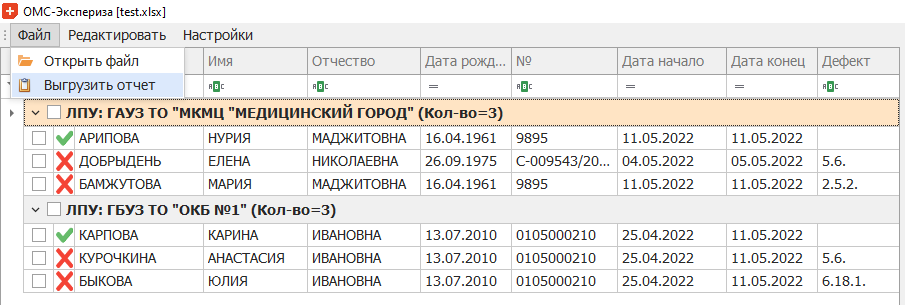 ОМС-Экспериза [test.xlsx]
Файл Редактировать Настройки
Открыть файл
Выгрузить отчет
Имя Отчество Дата рожд... № Дата начало Дата конец Дефект
ЛПУ: ГАУЗ ТО "МКМЦ "МЕДИЦИНСКИЙ ГОРОД" (Кол-во=3)
АРИПОВА НУРИЯ МАДЖИТОВНА 16.04.1961 9895 11.05.2022 11.05.2022
ДОБРЫДЕНЬ ЕЛЕНА НИКОЛАЕВНА 26.09.1975 С-009543/20... 04.05.2022 05.05.2022 5.6.
БАМЖУТОВА МАРИЯ МАДЖИТОВНА 16.04.1961 9895 11.05.2022 11.05.2022 2.5.2.
ЛПУ: ГБУЗ ТО "ОКБ №1" (Кол-во=3)
КАРПОВА КАРИНА ИВАНОВНА 13.07.2010 0105000210 25.04.2022 11.05.2022
КУРОЧКИНА АНАСТАСИЯ ИВАНОВНА 13.07.2010 0105000210 25.04.2022 11.05.2022 5.6.
БЫКОВА ЮЛИЯ ИВАНОВНА 13.07.2010 0105000210 25.04.2022 11.05.2022 6.18.1.